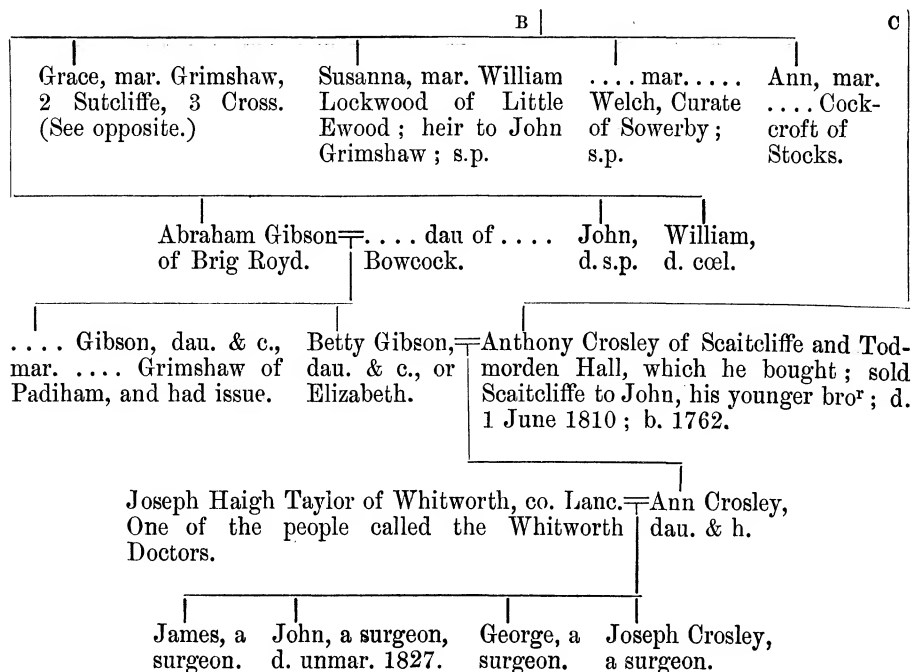 B C
Grace, mar. Grimshaw,
2 Sutcliffe, 3 Cross.
(See opposite.)
Susanna, mar. William
Lockwood of Little
Ewood ; heir to John
Grimshaw ; s.p.
. . . . mar. . . . .
Welch, Curate
of Sowerby ;
s.p.
Ann, mar.
. . . . Cock-
croft of
Stocks.
Abraham Gibson
of Brig Royd.
. . . . dau of . . . .
Bowcock.
John,
d. s.p.
William,
d. cœl.
. . . . Gibson, dau. & c.,
mar. . . . . Grimshaw of
Padiham, and had issue.
Betty Gibson,
dau. & c., or
Elizabeth.
Anthony Crosley of Scaitcliffe and Tod-
morden Hall, which he bought ; sold
Scaitcliffe to John, his younger broʳ ; d.
1 June 1810 ; b. 1762.
Joseph Haigh Taylor of Whitworth, co. Lanc.
One of the people called the Whitworth
Doctors.
Ann Crosley,
dau. & h.
James, a
surgeon.
John, a surgeon,
d. unmar. 1827.
George, a
surgeon.
Joseph Crosley,
a surgeon.